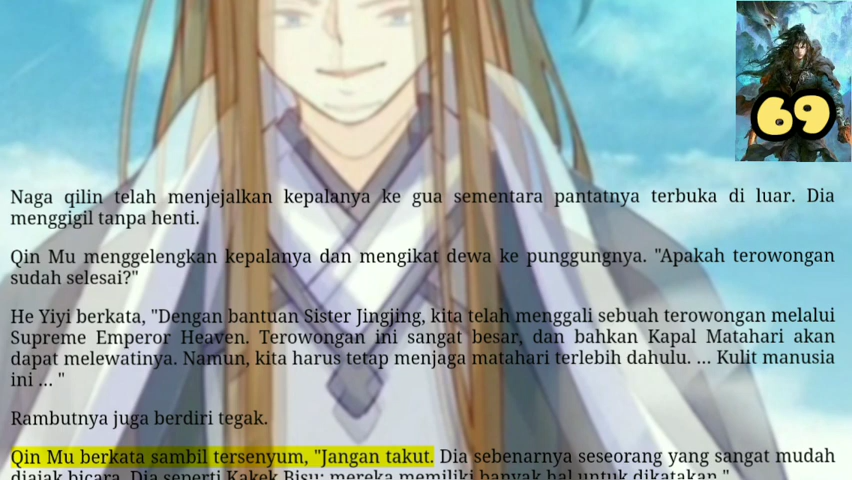 69
Naga qilin telah menjejalkan kepalanya ke gua sementara pantatnya terbuka di luar. Dia
menggigil tanpa henti.
Qin Mu menggelengkan kepalanya dan mengikat dewa ke punggungnya. "Apakah terowongan
sudah selesai?"
He Yiyi berkata, "Dengan bantuan Sister Jingjing, kita telah menggali sebuah terowongan melalui
Supreme Emperor Heaven. Terowongan ini sangat besar, dan bahkan Kapal Matahari akan
dapat melewatinya. Namun, kita harus tetap menjaga matahari terlebih dahulu. ... Kulit manusia
ini ... "
Rambutnya juga berdiri tegak.
Qin Mu berkata sambil tersenyum, "Jangan takut. Dia sebenarnya seseorang yang sangat mudah
diajak bicara. Dia seperti Kakek Bisu; mereka memiliki banyak hal untuk dikatakan."